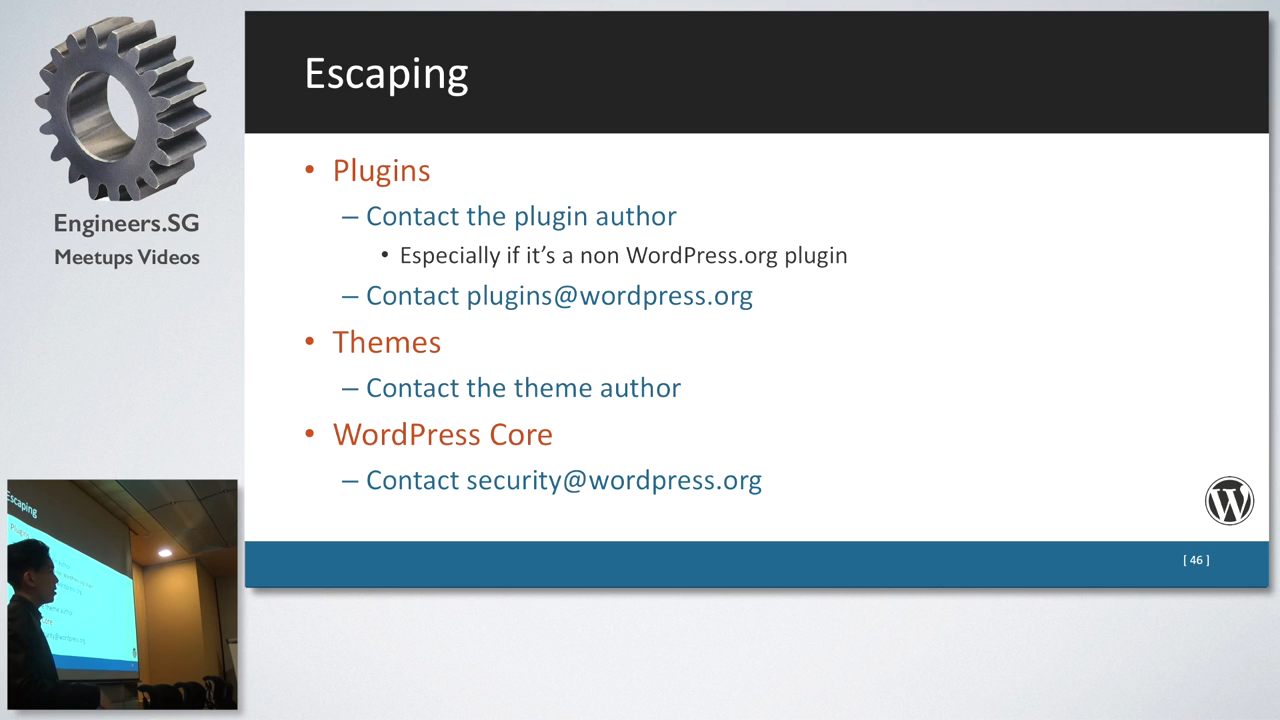 Engineers.SG
Meetups Videos
Escaping
• Plugins
– Contact the plugin author
• Especially if it’s a non WordPress.org plugin
– Contact plugins@wordpress.org
• Themes
– Contact the theme author
• WordPress Core
– Contact security@wordpress.org
[ 46 ]
Escaping